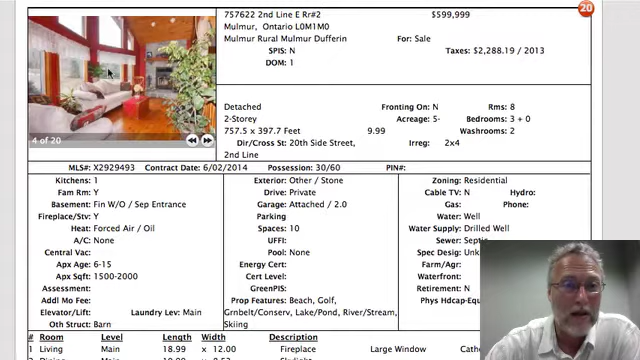 20
757622 2nd Line E Rr#2 $599,999
Mulmur, Ontario L0M1M0
Mulmur Rural Mulmur Dufferin For: Sale
SPIS: N Taxes: $2,288.19 / 2013
DOM: 1
Detached Fronting On: N Rms: 8
2-Storey Acreage: 5- Bedrooms: 3 + 0
757.5 x 397.7 Feet 9.99 Washrooms: 2
Dir/Cross St: 20th Side Street, Irreg: 2x4
2nd Line
4 of 20
MLS#: X2929493 Contract Date: 6/02/2014 Possession: 30/60 PIN#:
Kitchens: 1 Exterior: Other / Stone Zoning: Residential
Fam Rm: Y Drive: Private Cable TV: N Hydro:
Basement: Fin W/O / Sep Entrance Garage: Attached / 2.0 Gas: Phone:
Fireplace/Stv: Y Parking Water: Well
Heat: Forced Air / Oil Spaces: 10 Water Supply: Drilled Well
A/C: None UFFI: Sewer: Septic
Central Vac: Pool: None Spec Desig: Unk
Apx Age: 6-15 Energy Cert: Farm/Agr:
Apx Sqft: 1500-2000 Cert Level: Waterfront:
Assessment: GreenPIS: Retirement: N
Addl Mo Fee: Prop Features: Beach, Golf, Phys Hdcap-Equ
Elevator/Lift: Laundry Lev: Main Grnbelt/Conserv, Lake/Pond, River/Stream,
Oth Struct: Barn Skiing
# Room Level Length Width Description
1 Living Main 18.99 x 12.00 Fireplace Large Window Cathe